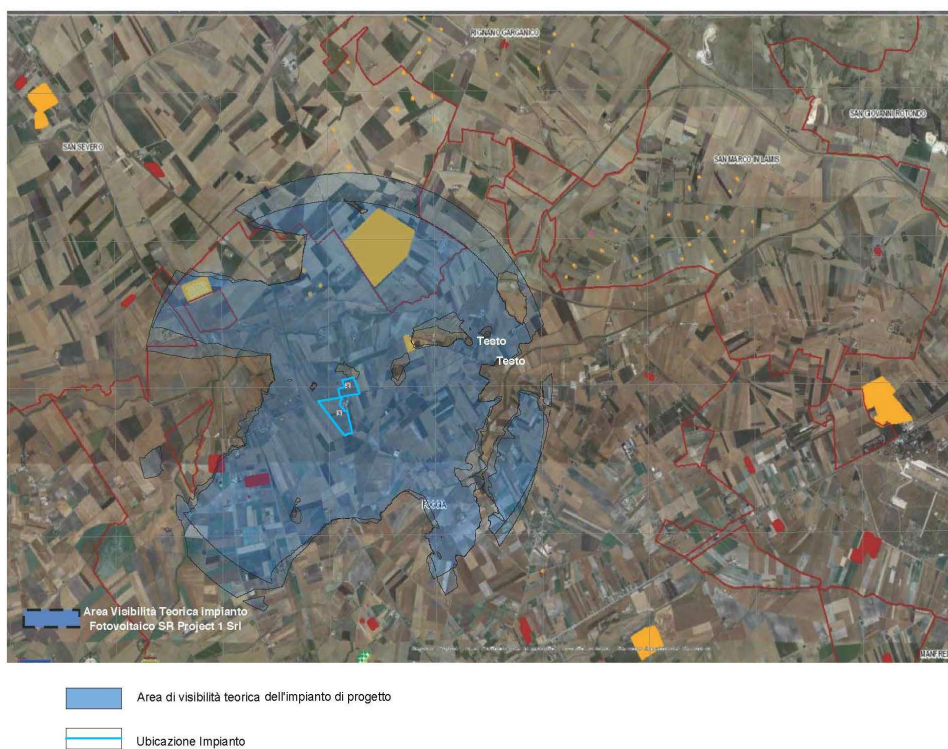 RIGNANO GARGANICO
SAN GIOVANNI ROTONDO
SAN SEVERO
SAN MARCO IN LAMIS
Testo
Testo
FOGGIA
Area Visibilità Teorica impianto
Fotovoltaico SR Project 1 Srl
MANFRE
Area di visibilità teorica dell'impianto di progetto
Ubicazione Impianto